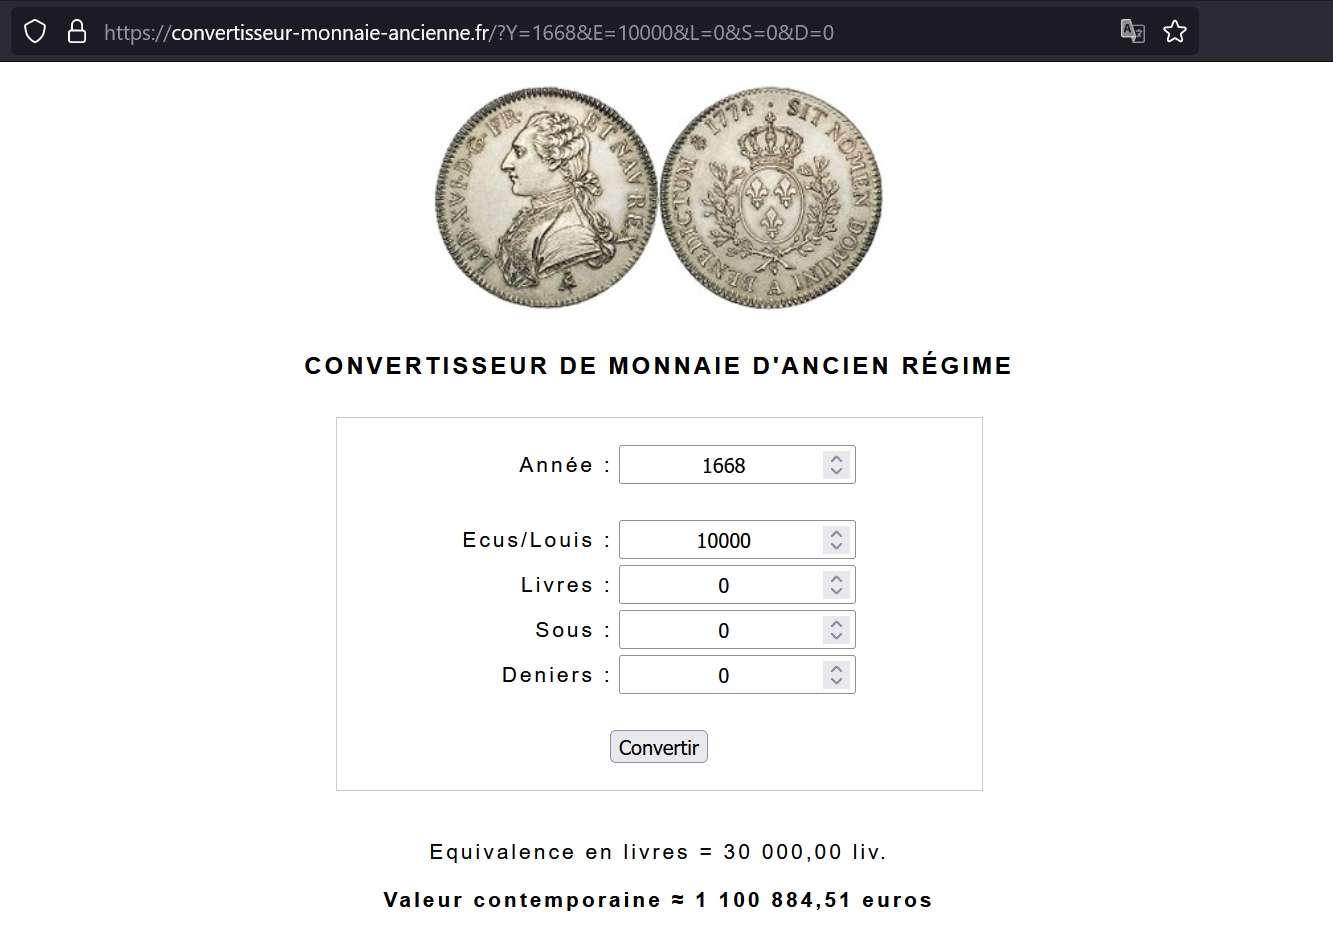 https://convertisseur-monnaie-ancienne.fr/?Y=1668&E=10000&L=0&S=0&D=0
LUD·XVI·D·G·FR· ET NAV REX
A
1774 · SIT NOMEN DOMINI A BENEDICTUM
CONVERTISSEUR DE MONNAIE D'ANCIEN RÉGIME
Année : 1668
Ecus/Louis : 10000
Livres : 0
Sous : 0
Deniers : 0
Convertir
Equivalence en livres = 30 000,00 liv.
Valeur contemporaine ≈ 1 100 884,51 euros